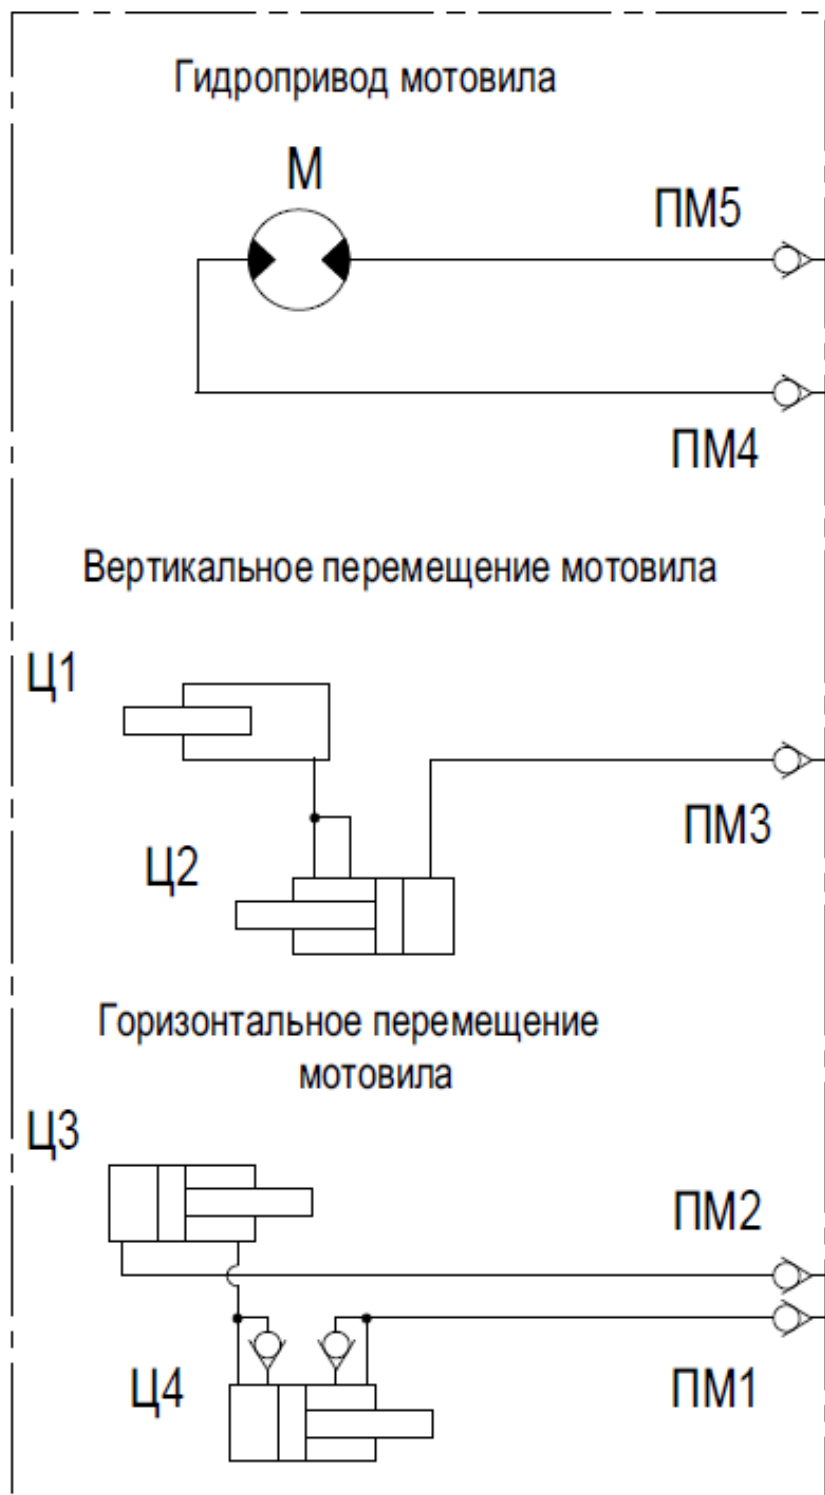 Гидропривод мотовила
М
ПМ5
ПМ4
Вертикальное перемещение мотовила
Ц1
ПМ3
Ц2
Горизонтальное перемещение
мотовила
Ц3
ПМ2
Ц4
ПМ1